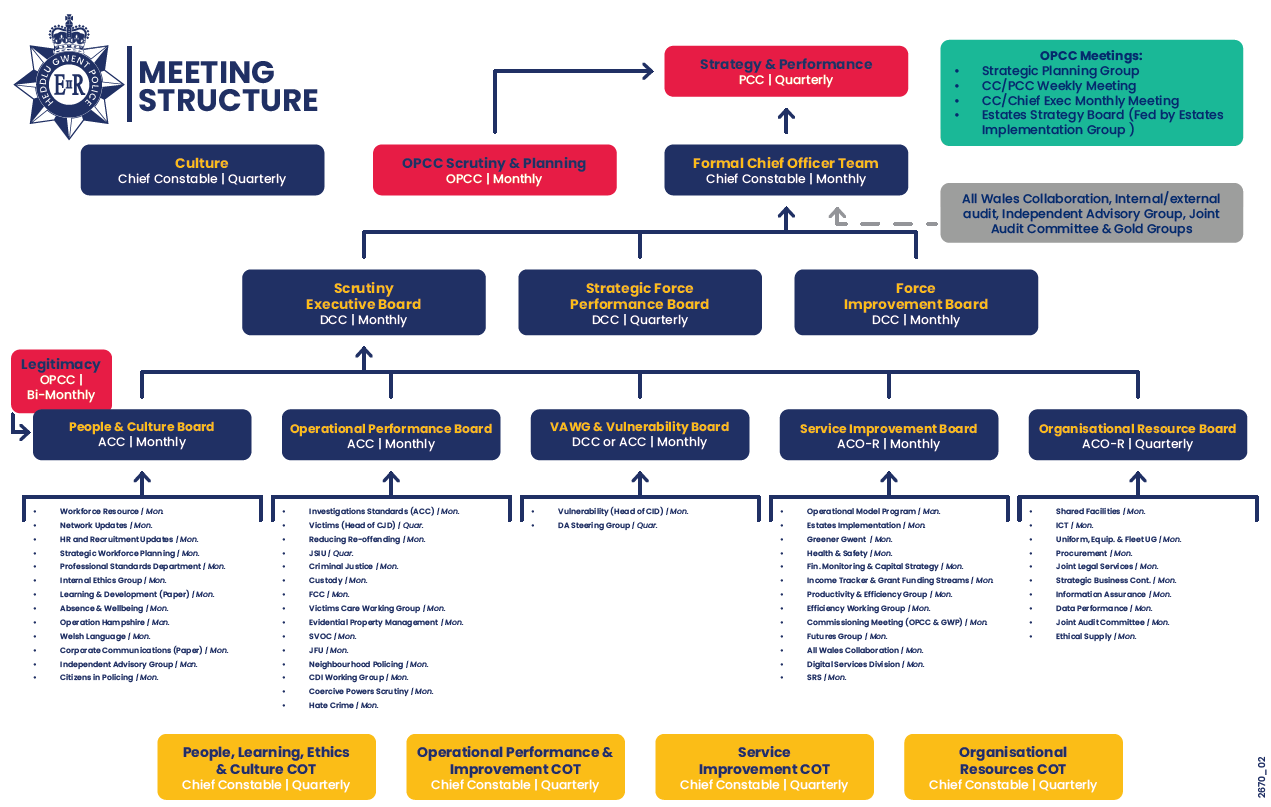 HEDDLU GWENT POLICE
EIIR
MEETING
STRUCTURE
Strategy & Performance
PCC | Quarterly
OPCC Meetings:
• Strategic Planning Group
• CC/PCC Weekly Meeting
• CC/Chief Exec Monthly Meeting
• Estates Strategy Board (Fed by Estates
Implementation Group )
Culture
Chief Constable | Quarterly
OPCC Scrutiny & Planning
OPCC | Monthly
Formal Chief Officer Team
Chief Constable | Monthly
All Wales Collaboration, Internal/external
audit, Independent Advisory Group, Joint
Audit Committee & Gold Groups
Scrutiny
Executive Board
DCC | Monthly
Strategic Force
Performance Board
DCC | Quarterly
Force
Improvement Board
DCC | Monthly
Legitimacy
OPCC |
Bi-Monthly
People & Culture Board
ACC | Monthly
Operational Performance Board
ACC | Monthly
VAWG & Vulnerability Board
DCC or ACC | Monthly
Service Improvement Board
ACO-R | Monthly
Organisational Resource Board
ACO-R | Quarterly
• Workforce Resource / Mon.
• Network Updates / Mon.
• HR and Recruitment Updates / Mon.
• Strategic Workforce Planning / Mon.
• Professional Standards Department / Mon.
• Internal Ethics Group / Mon.
• Learning & Development (Paper) / Mon.
• Absence & Wellbeing / Mon.
• Operation Hampshire / Mon.
• Welsh Language / Mon.
• Corporate Communications (Paper) / Mon.
• Independent Advisory Group / Mon.
• Citizens in Policing / Mon.
• Investigations Standards (ACC) / Mon.
• Victims (Head of CJD) / Quar.
• Reducing Re-offending / Mon.
• JSIU / Quar.
• Criminal Justice / Mon.
• Custody / Mon.
• FCC / Mon.
• Victims Care Working Group / Mon.
• Evidential Property Management / Mon.
• SVOC / Mon.
• JFU / Mon.
• Neighbourhood Policing / Mon.
• CDI Working Group / Mon.
• Coercive Powers Scrutiny / Mon.
• Hate Crime / Mon.
• Vulnerability (Head of CID) / Mon.
• DA Steering Group / Quar.
• Operational Model Program / Man.
• Estates Implementation / Mon.
• Greener Gwent / Mon.
• Health & Safety / Mon.
• Fin. Monitoring & Capital Strategy / Mon.
• Income Tracker & Grant Funding Streams / Mon.
• Productivity & Efficiency Group / Mon.
• Efficiency Working Group / Mon.
• Commissioning Meeting (OPCC & GWP) / Mon.
• Futures Group / Mon.
• All Wales Collaboration / Mon.
• Digital Services Division / Mon.
• SRS / Mon.
• Shared Facilities / Mon.
• ICT / Mon.
• Uniform, Equip. & Fleet UG / Mon.
• Procurement / Mon.
• Joint Legal Services / Mon.
• Strategic Business Cont. / Mon.
• Information Assurance / Mon.
• Data Performance / Mon.
• Joint Audit Committee / Mon.
• Ethical Supply / Mon.
People, Learning, Ethics
& Culture COT
Chief Constable | Quarterly
Operational Performance &
Improvement COT
Chief Constable | Quarterly
Service
Improvement COT
Chief Constable | Quarterly
Organisational
Resources COT
Chief Constable | Quarterly
2670_02